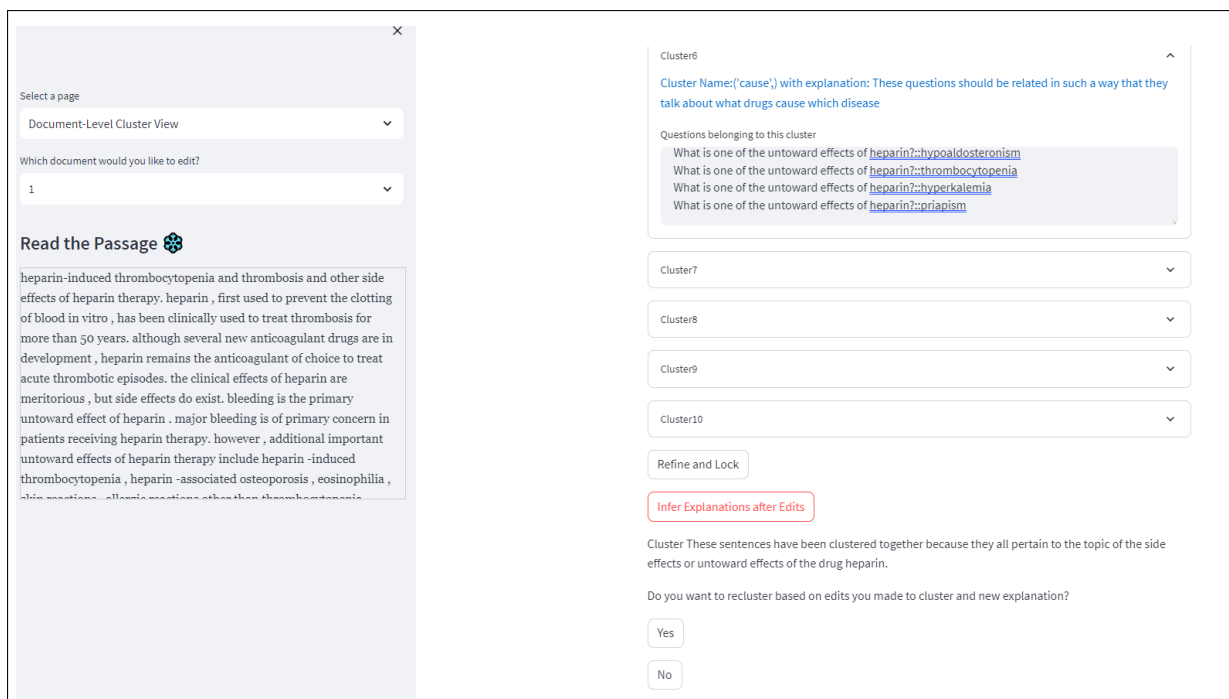 ×
Select a page
Document-Level Cluster View
Which document would you like to edit?
1
Read the Passage
heparin-induced thrombocytopenia and thrombosis and other side
effects of heparin therapy. heparin , first used to prevent the clotting
of blood in vitro , has been clinically used to treat thrombosis for
more than 50 years. although several new anticoagulant drugs are in
development , heparin remains the anticoagulant of choice to treat
acute thrombotic episodes. the clinical effects of heparin are
meritorious , but side effects do exist. bleeding is the primary
untoward effect of heparin . major bleeding is of primary concern in
patients receiving heparin therapy. however , additional important
untoward effects of heparin therapy include heparin -induced
thrombocytopenia , heparin -associated osteoporosis , eosinophilia ,
skin reactions , allergic reactions other than thrombocytopenia
Cluster6
Cluster Name:('cause',) with explanation: These questions should be related in such a way that they
talk about what drugs cause which disease
Questions belonging to this cluster
What is one of the untoward effects of heparin?::hypoaldosteronism
What is one of the untoward effects of heparin?::thrombocytopenia
What is one of the untoward effects of heparin?::hyperkalemia
What is one of the untoward effects of heparin?::priapism
Cluster7
Cluster8
Cluster9
Cluster10
Refine and Lock
Infer Explanations after Edits
Cluster These sentences have been clustered together because they all pertain to the topic of the side
effects or untoward effects of the drug heparin.
Do you want to recluster based on edits you made to cluster and new explanation?
Yes
No